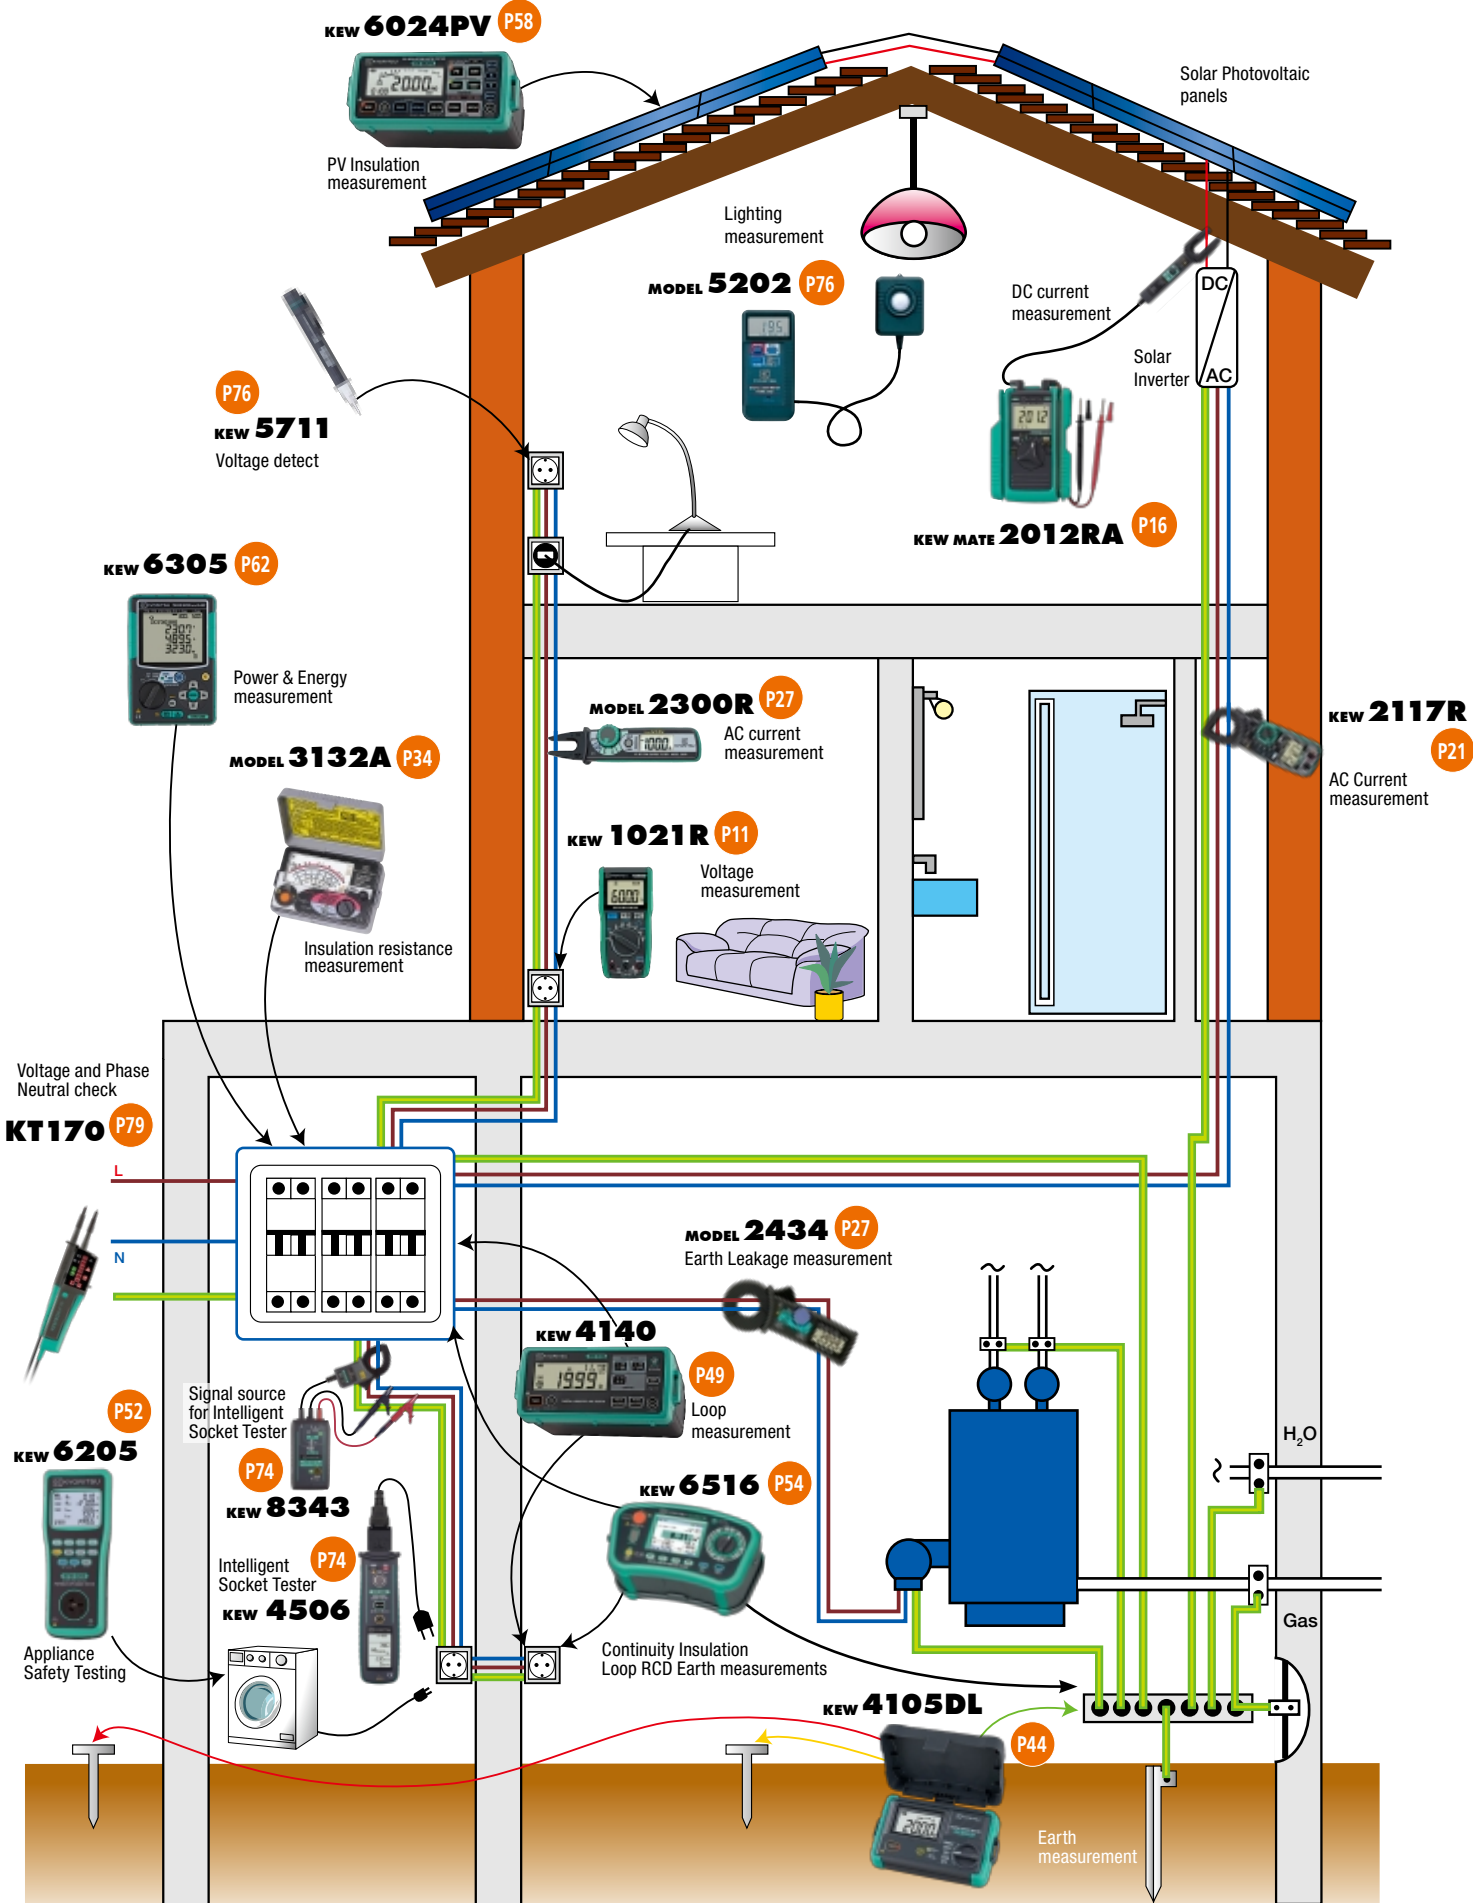 KEW 6024PV P58
PV Insulation
measurement
Solar Photovoltaic
panels
Lighting
measurement
MODEL 5202 P76
DC current
measurement
DC
AC
Solar
Inverter
P76
KEW 5711
Voltage detect
KEW MATE 2012RA P16
KEW 6305 P62
Power & Energy
measurement
MODEL 2300R P27
AC current
measurement
KEW 2117R
P21
AC Current
measurement
MODEL 3132A P34
Insulation resistance
measurement
KEW 1021R P11
Voltage
measurement
Voltage and Phase
Neutral check
KT170 P79
L
N
MODEL 2434 P27
Earth Leakage measurement
KEW 4140
P49
Loop
measurement
Signal source
for Intelligent
Socket Tester
P74
KEW 8343
P52
KEW 6205
Appliance
Safety Testing
Intelligent
Socket Tester
P74
KEW 4506
KEW 6516 P54
Continuity Insulation
Loop RCD Earth measurements
H₂O
Gas
KEW 4105DL
P44
Earth
measurement